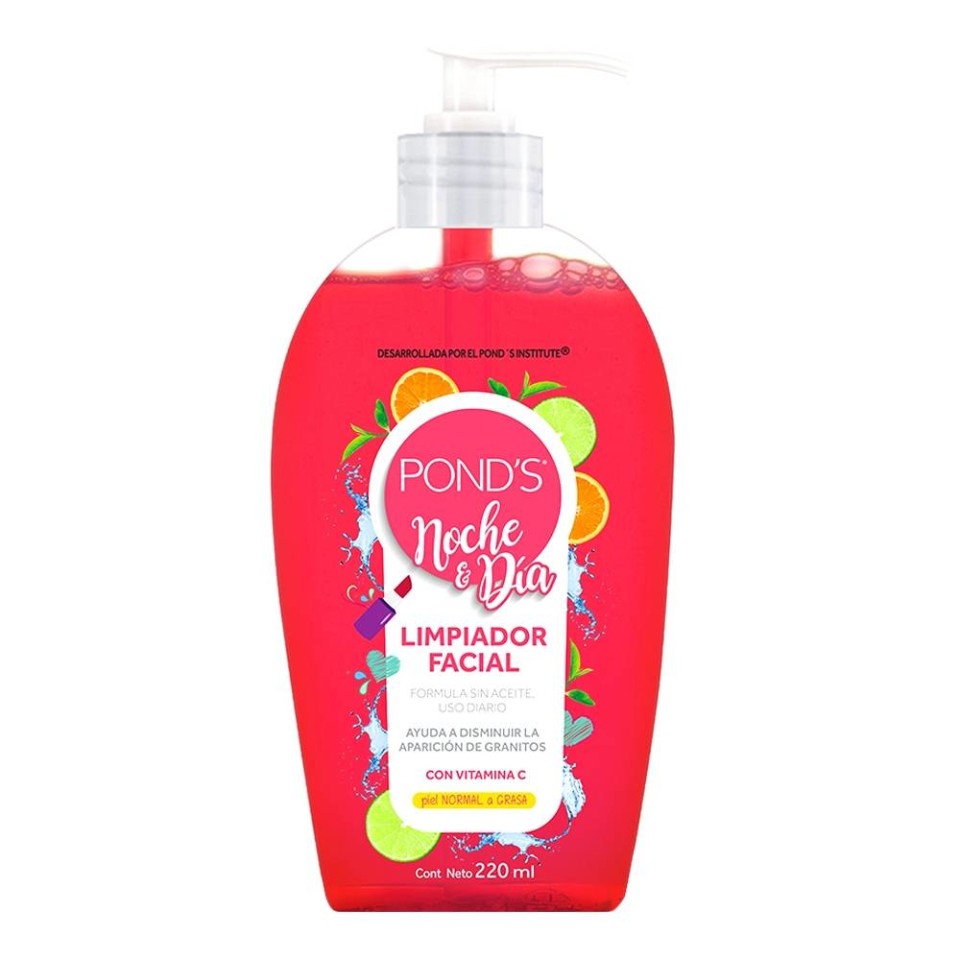 DESARROLLADA POR EL POND´S INSTITUTE®
POND'S®
Noche
& Día
LIMPIADOR
FACIAL
FORMULA SIN ACEITE,
USO DIARIO
AYUDA A DISMINUIR LA
APARICIÓN DE GRANITOS
CON VITAMINA C
piel NORMAL a GRASA
Cont Neto 220 ml